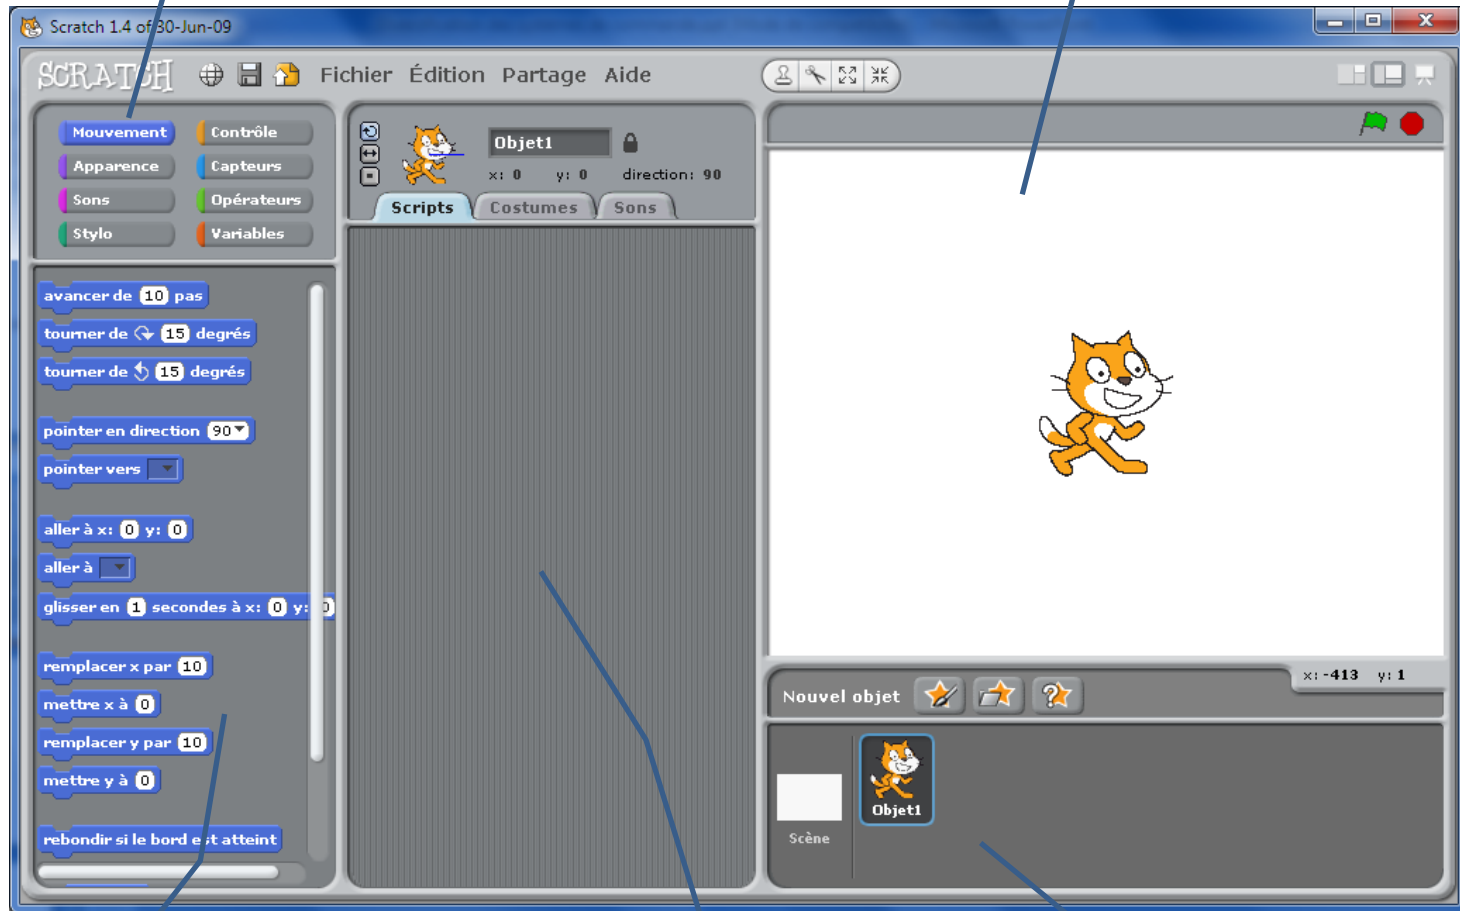 Scratch 1.4 of 30-Jun-09
SCRATCH
Fichier Édition Partage Aide
Mouvement Contrôle
Apparence Capteurs
Sons Opérateurs
Stylo Variables
avancer de 10 pas
tourner de 15 degrés
tourner de 15 degrés
pointer en direction 90
pointer vers
aller à x: 0 y: 0
aller à
glisser en 1 secondes à x: 0 y: 0
remplacer x par 10
mettre x à 0
remplacer y par 10
mettre y à 0
rebondir si le bord est atteint
Objet1
x: 0 y: 0 direction: 90
Scripts Costumes Sons
x: -413 y: 1
Nouvel objet
Scène
Objet1